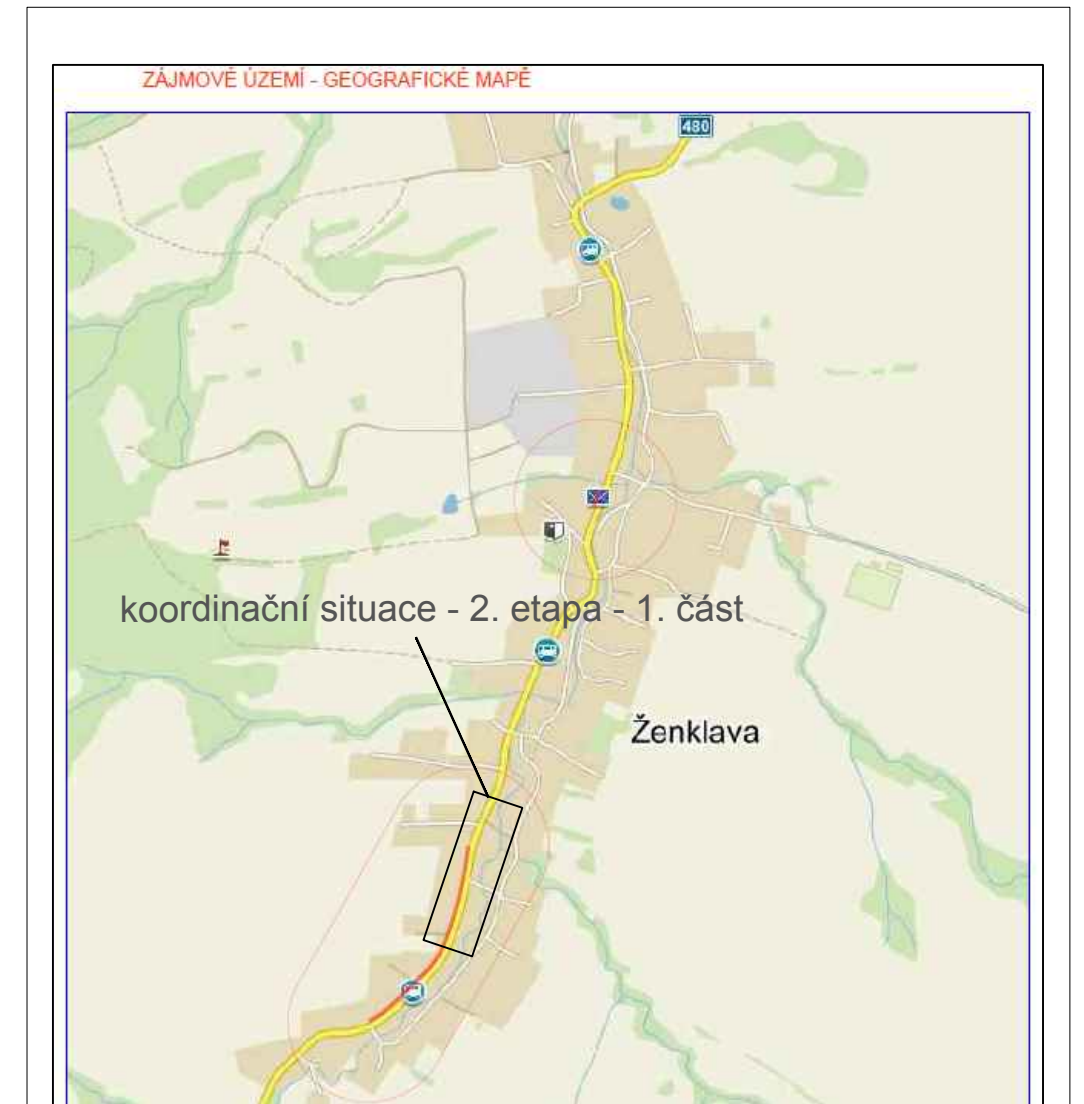 ZÁJMOVÉ ÚZEMÍ - GEOGRAFICKÉ MAPĚ
480
koordinační situace - 2. etapa - 1. část
Ženklava